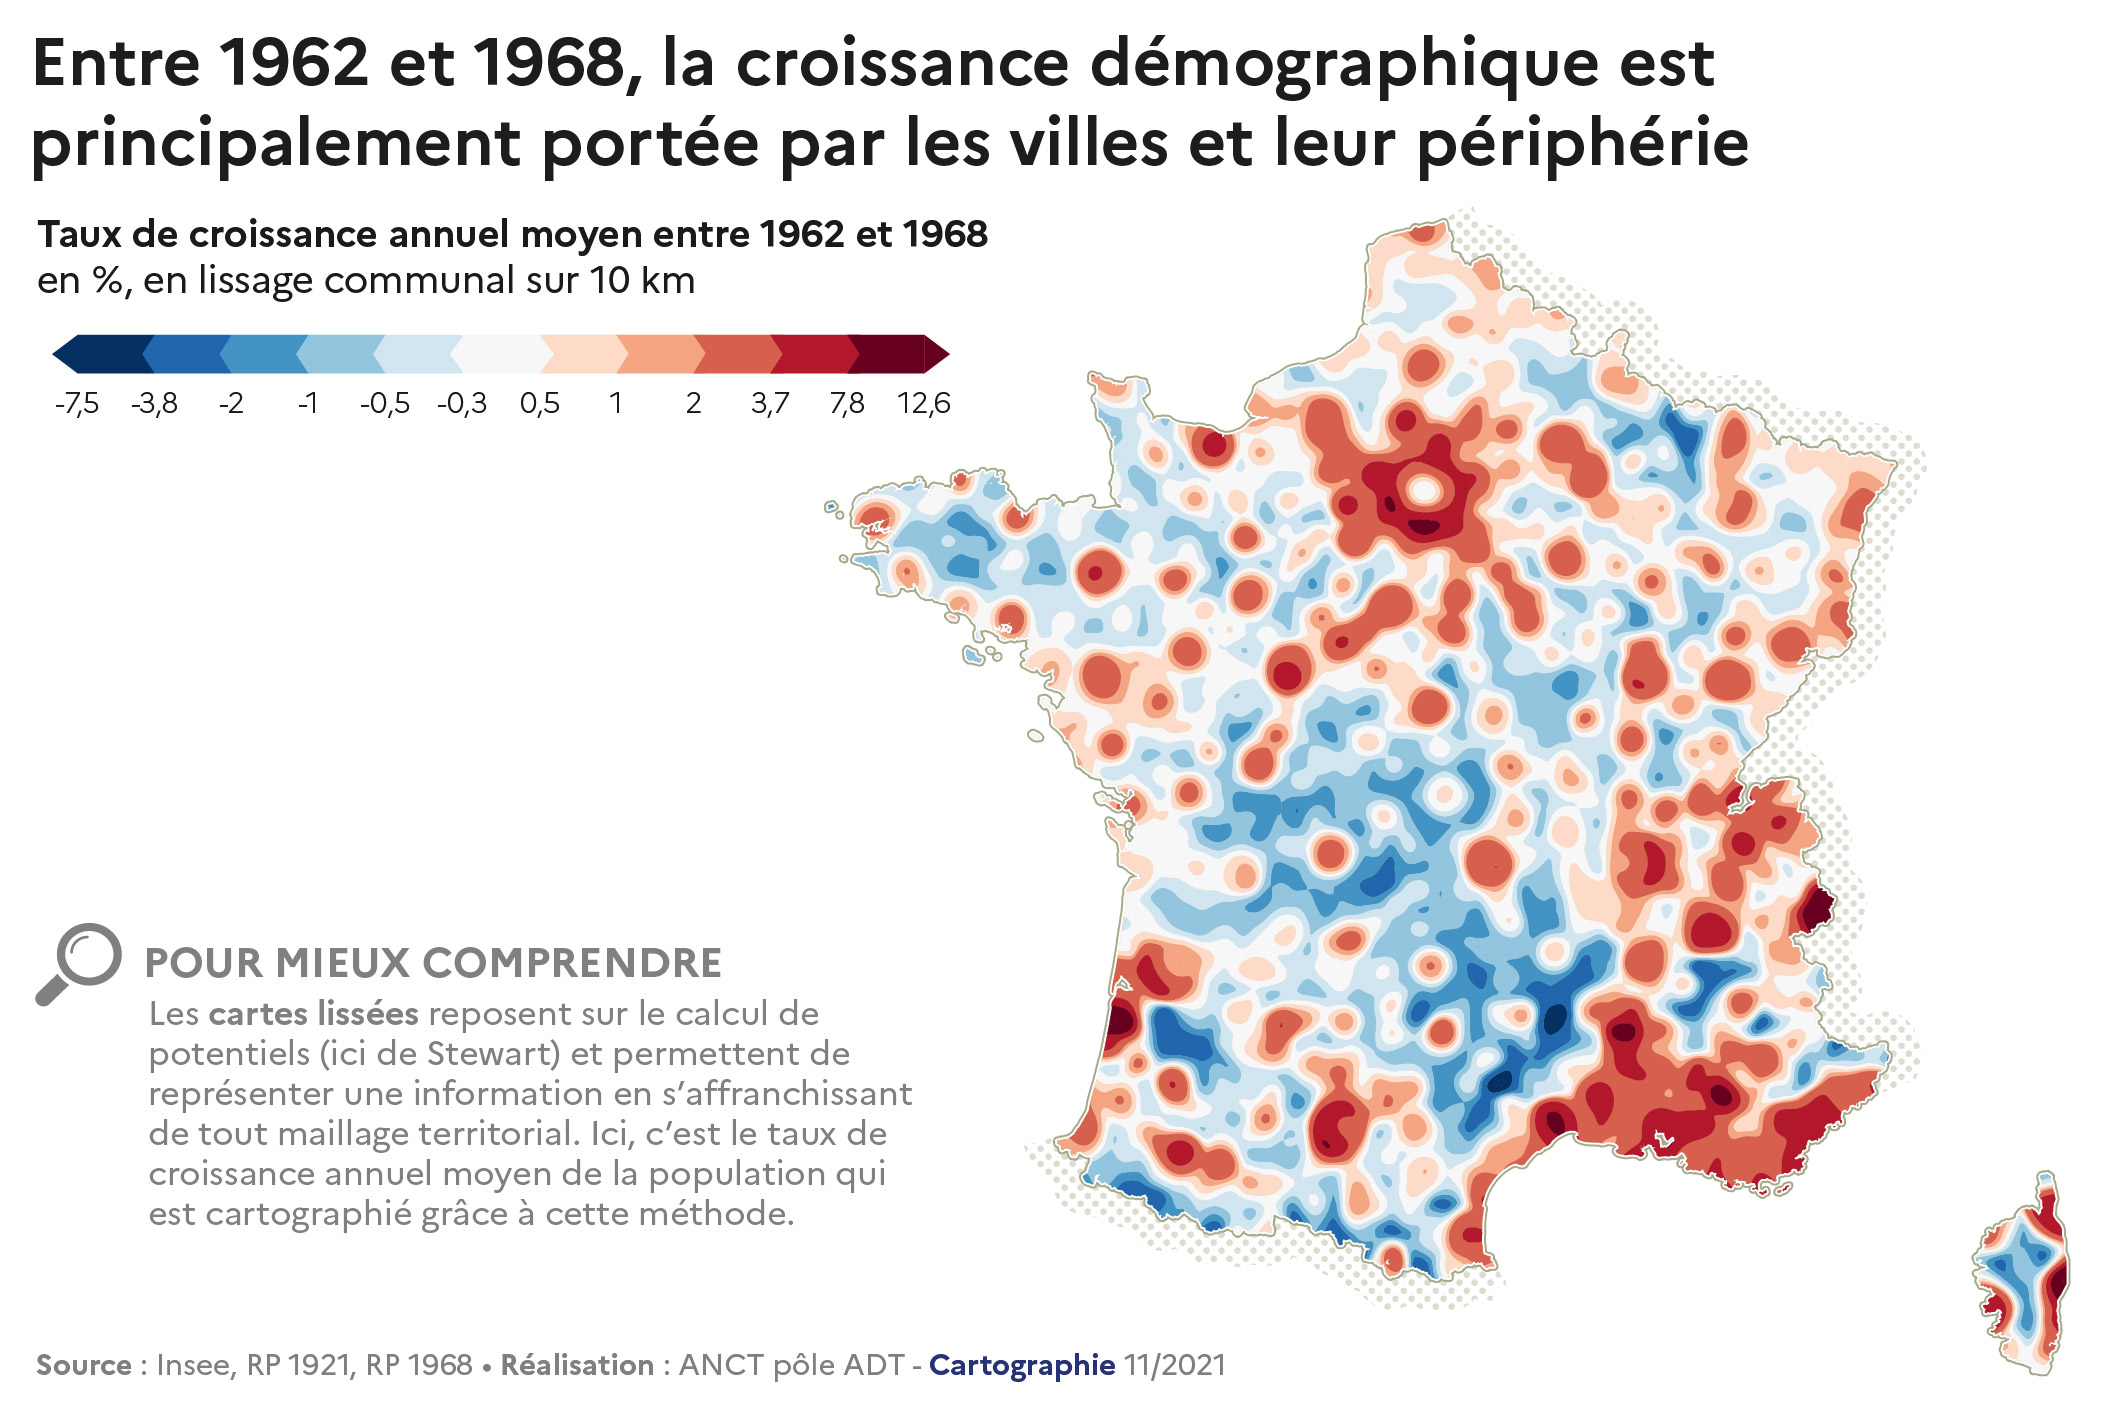 Entre 1962 et 1968, la croissance démographique est
principalement portée par les villes et leur périphérie
Taux de croissance annuel moyen entre 1962 et 1968
en %, en lissage communal sur 10 km
-7,5 -3,8 -2 -1 -0,5 -0,3 0,5 1 2 3,7 7,8 12,6
POUR MIEUX COMPRENDRE
Les cartes lissées reposent sur le calcul de
potentiels (ici de Stewart) et permettent de
représenter une information en s’affranchissant
de tout maillage territorial. Ici, c’est le taux de
croissance annuel moyen de la population qui
est cartographié grâce à cette méthode.
Source : Insee, RP 1921, RP 1968 • Réalisation : ANCT pôle ADT - Cartographie 11/2021